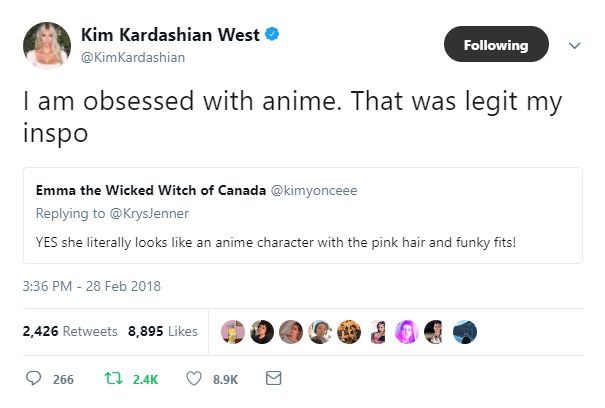 Kim Kardashian West
@KimKardashian
Following
I am obsessed with anime. That was legit my
inspo
Emma the Wicked Witch of Canada @kimyonceee
Replying to @KrysJenner
YES she literally looks like an anime character with the pink hair and funky fits!
3:36 PM - 28 Feb 2018
2,426 Retweets 8,895 Likes
266 2.4K 8.9K